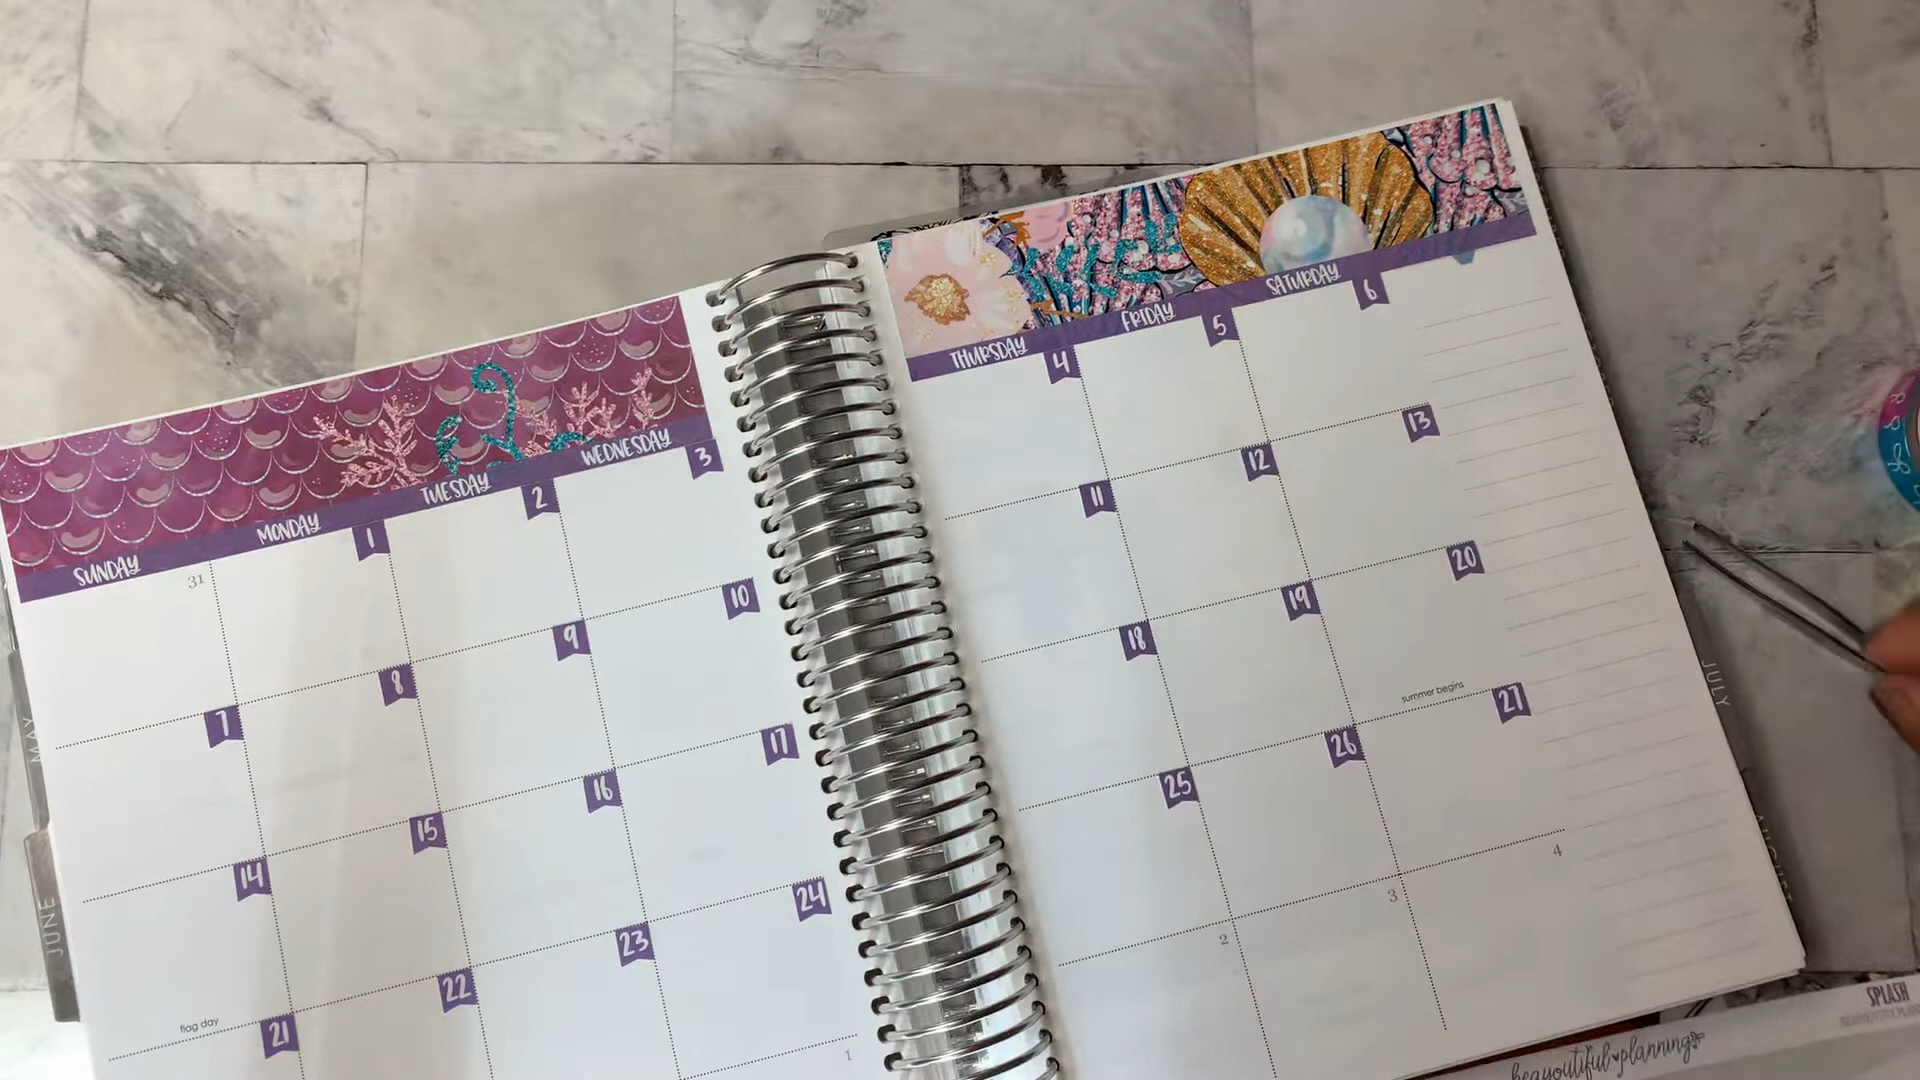 SUNDAY MONDAY TUESDAY WEDNESDAY THURSDAY FRIDAY SATURDAY
31 1 2 3 4 5 6
7 8 9 10 11 12 13
14 15 16 17 18 19 20
flag day
summer begins
21 22 23 24 25 26 27
1 2 3 4
MAY
JUNE
JULY
SPLASH
beayoutiful planning